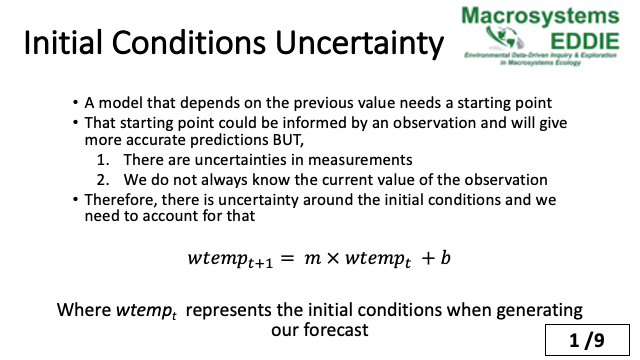 Initial Conditions Uncertainty
Macrosystems
EDDIE
Environmental Data-Driven Inquiry & Exploration
in Macrosystems Ecology
• A model that depends on the previous value needs a starting point
• That starting point could be informed by an observation and will give
more accurate predictions BUT,
1. There are uncertainties in measurements
2. We do not always know the current value of the observation
• Therefore, there is uncertainty around the initial conditions and we
need to account for that
wtempₜ₊₁ = m × wtempₜ + b
Where wtempₜ represents the initial conditions when generating
our forecast
1 /9